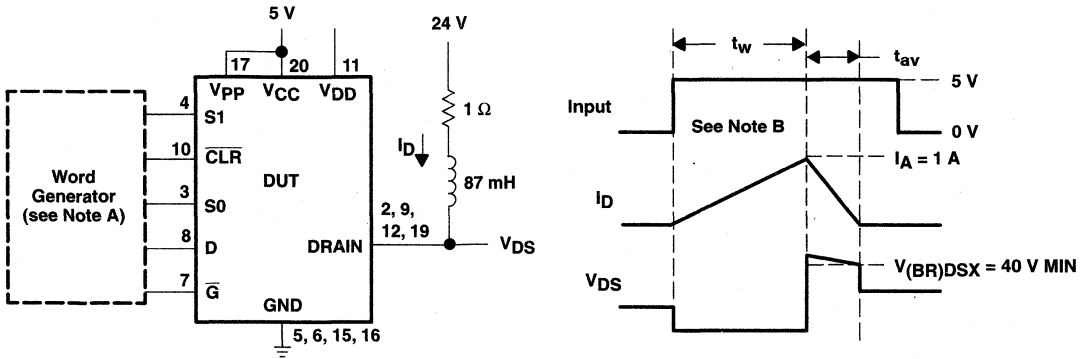 5 V
24 V
17
20
11
VPP
VCC
VDD
4
S1
10
CLR
Word
Generator
(see Note A)
3
S0
DUT
8
D
7
G
GND
5, 6, 15, 16
DRAIN
2, 9,
12, 19
ID
1 Ω
87 mH
VDS
tw
tav
Input
5 V
0 V
See Note B
IA = 1 A
ID
VDS
V(BR)DSX = 40 V MIN